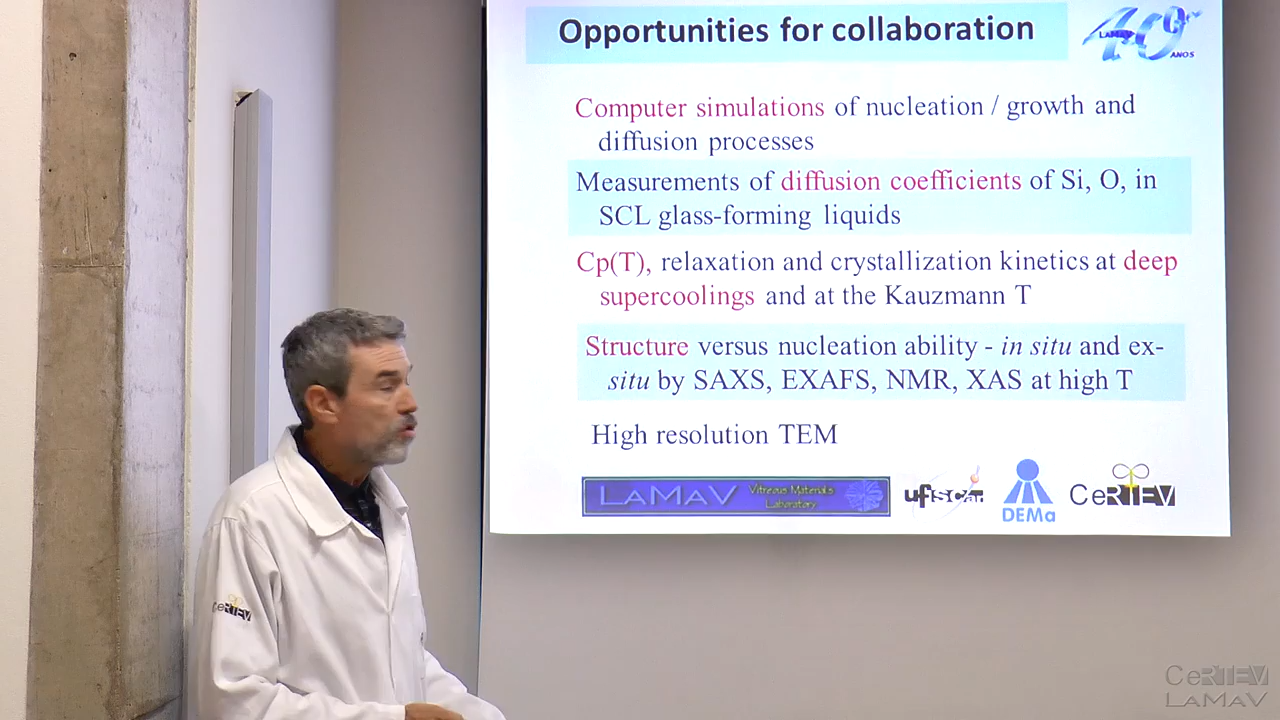 Opportunities for collaboration
LAMAV 40
ANOS
Computer simulations of nucleation / growth and
diffusion processes
Measurements of diffusion coefficients of Si, O, in
SCL glass-forming liquids
Cp(T), relaxation and crystallization kinetics at deep
supercoolings and at the Kauzmann T
Structure versus nucleation ability - in situ and ex-
situ by SAXS, EXAFS, NMR, XAS at high T
High resolution TEM
LAMAV Vitreous Materials
Laboratory
ufscar
DEMa
CeRTEV
CeRTEV
CeRTEV
LAMAV